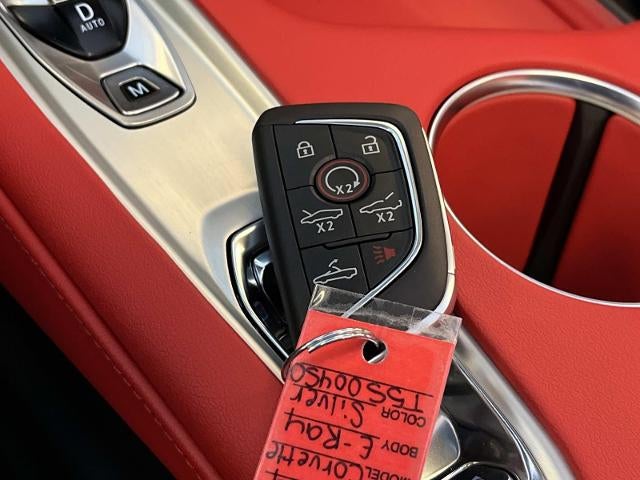 D
AUTO
M
X2
X2
X2
MODEL Corvette
BODY E-Ray
COLOR Silver
T5S00450